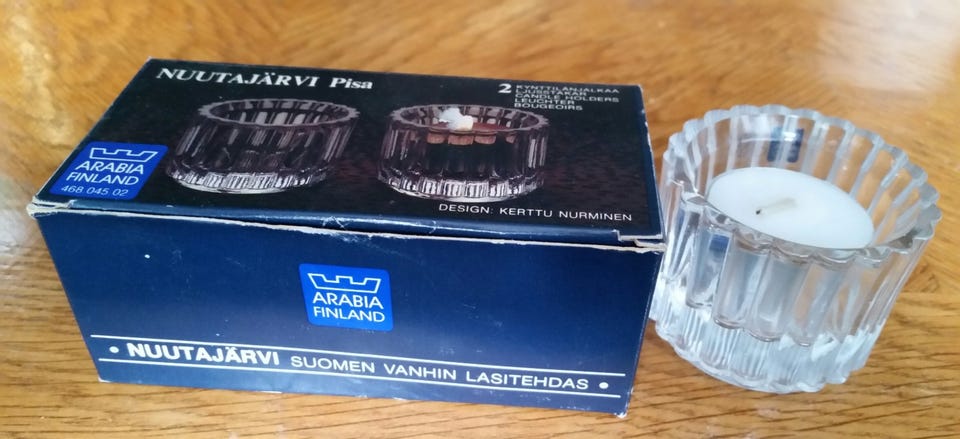 NUUTAJÄRVI Pisa
2 KYNTTILÄNJALKAA
LJUSSTAKAR
CANDLE HOLDERS
LEUCHTER
BOUGEOIRS
ARABIA
FINLAND
468 045 02
DESIGN: KERTTU NURMINEN
ARABIA
FINLAND
• NUUTAJÄRVI SUOMEN VANHIN LASITEHDAS •